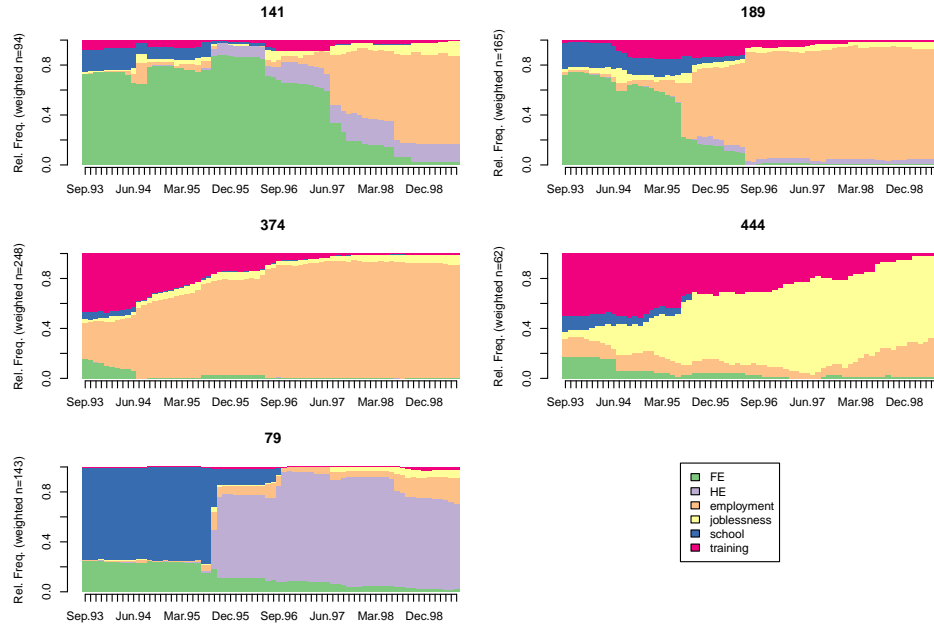 141
Rel. Freq. (weighted n=94)
0.0 0.4 0.8
Sep.93 Jun.94 Mar.95 Dec.95 Sep.96 Jun.97 Mar.98 Dec.98
189
Rel. Freq. (weighted n=165)
0.0 0.4 0.8
Sep.93 Jun.94 Mar.95 Dec.95 Sep.96 Jun.97 Mar.98 Dec.98
374
Rel. Freq. (weighted n=248)
0.0 0.4 0.8
Sep.93 Jun.94 Mar.95 Dec.95 Sep.96 Jun.97 Mar.98 Dec.98
444
Rel. Freq. (weighted n=62)
0.0 0.4 0.8
Sep.93 Jun.94 Mar.95 Dec.95 Sep.96 Jun.97 Mar.98 Dec.98
79
Rel. Freq. (weighted n=143)
0.0 0.4 0.8
Sep.93 Jun.94 Mar.95 Dec.95 Sep.96 Jun.97 Mar.98 Dec.98
FE
HE
employment
joblessness
school
training